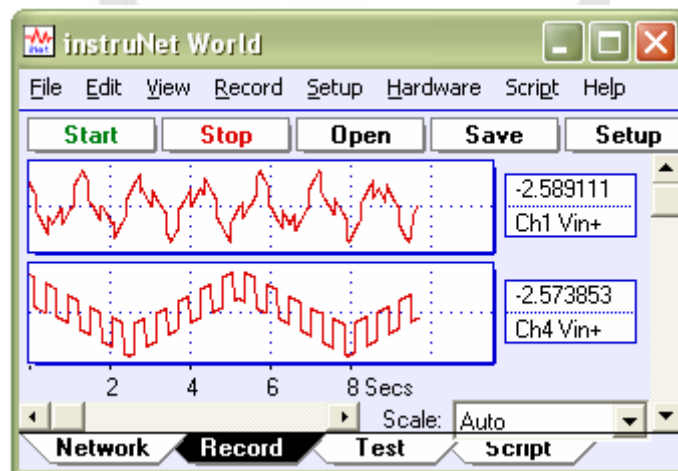 iNet instruNet World
File Edit View Record Setup Hardware Script Help
Start Stop Open Save Setup
-2.589111
Ch1 Vin+
-2.573853
Ch4 Vin+
2 4 6 8 Secs
Scale: Auto
Network Record Test Script